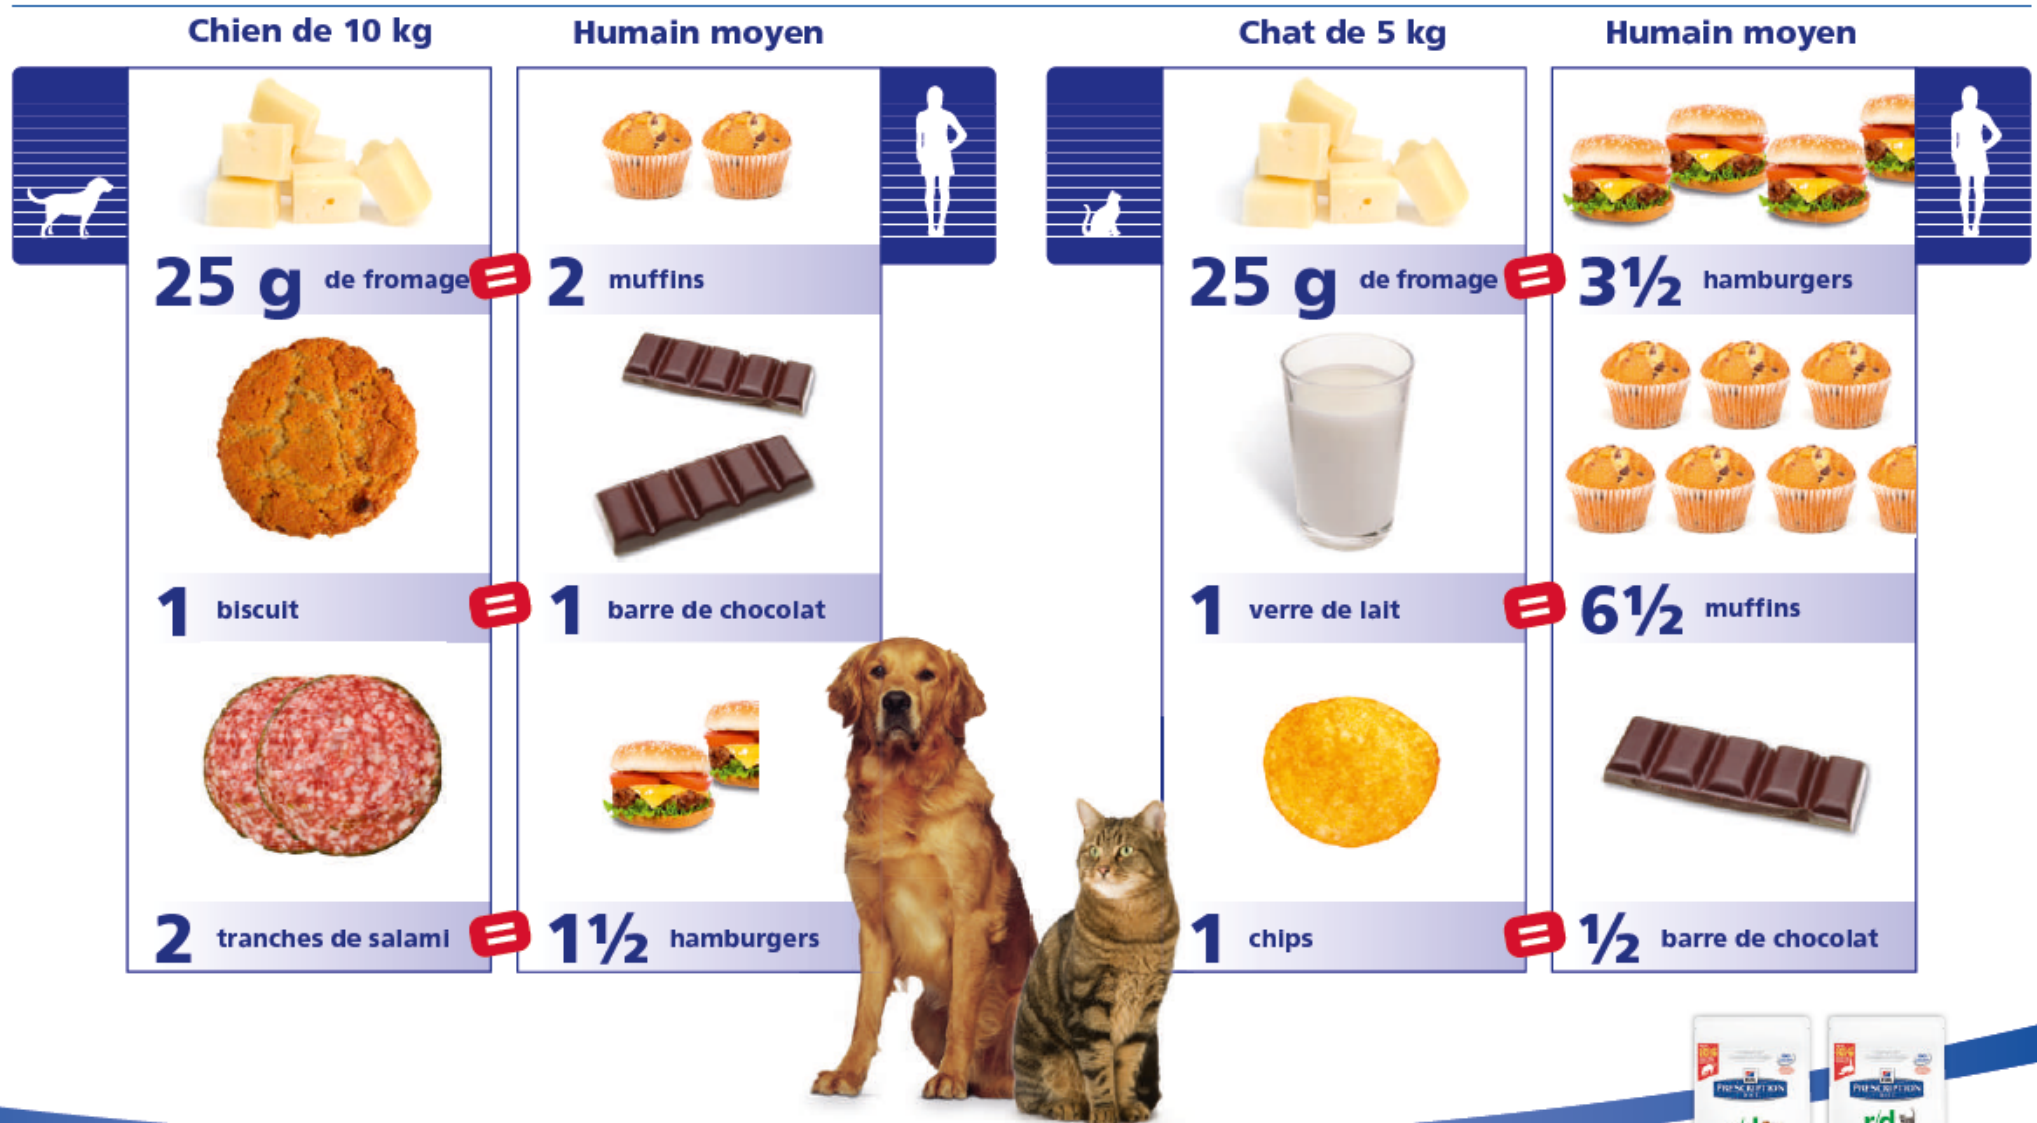 Chien de 10 kg
Humain moyen
25 g de fromage = 2 muffins
1 biscuit = 1 barre de chocolat
2 tranches de salami = 1½ hamburgers
Chat de 5 kg
Humain moyen
25 g de fromage = 3½ hamburgers
1 verre de lait = 6½ muffins
1 chips = ½ barre de chocolat
PRESCRIPTION
PRESCRIPTION
r/d